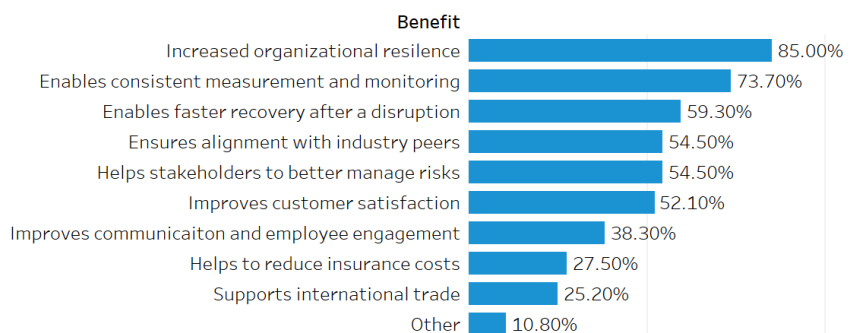 Benefit
Increased organizational resilence 85.00%
Enables consistent measurement and monitoring 73.70%
Enables faster recovery after a disruption 59.30%
Ensures alignment with industry peers 54.50%
Helps stakeholders to better manage risks 54.50%
Improves customer satisfaction 52.10%
Improves communicaiton and employee engagement 38.30%
Helps to reduce insurance costs 27.50%
Supports international trade 25.20%
Other 10.80%